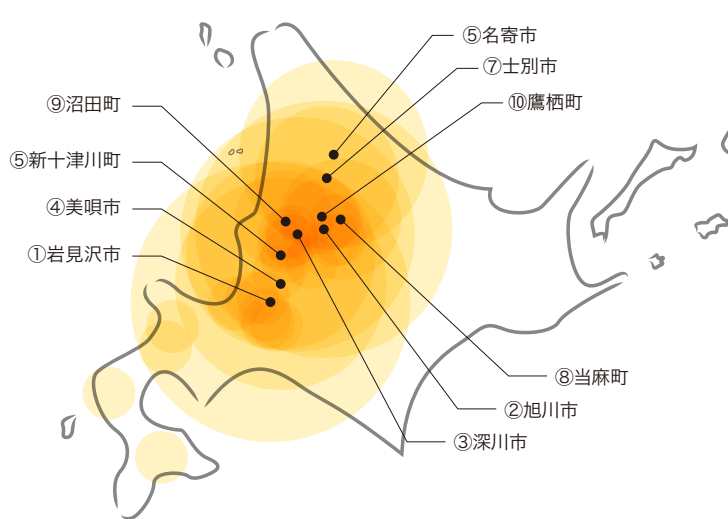 ⑤名寄市
⑦士別市
⑩鷹栖町
⑨沼田町
⑤新十津川町
④美唄市
①岩見沢市
⑧当麻町
②旭川市
③深川市